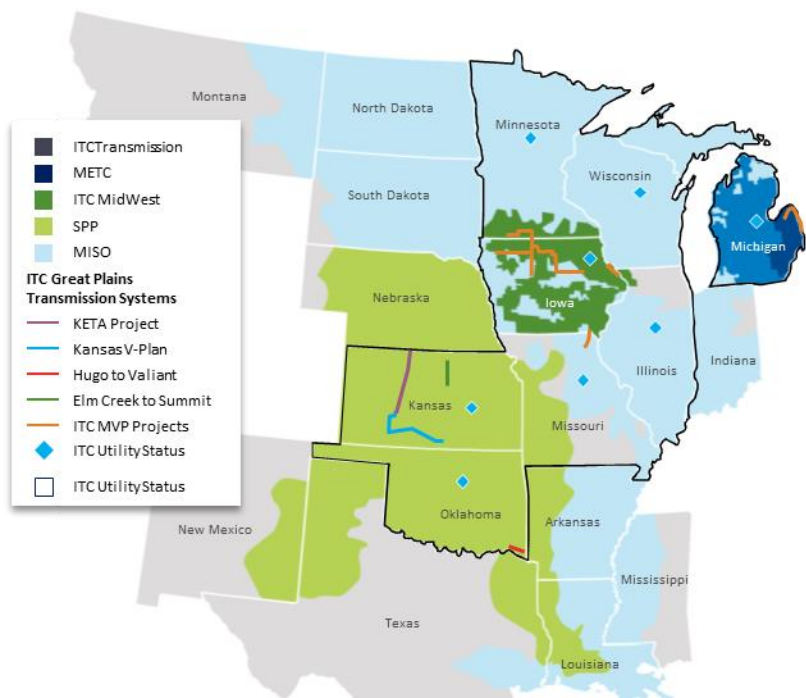 Montana
North Dakota
Minnesota
ITCTransmission
METC
ITC MidWest
SPP
MISO
ITC Great Plains
Transmission Systems
KETA Project
Kansas V-Plan
Hugo to Valiant
Elm Creek to Summit
ITC MVP Projects
ITC Utility Status
ITC Utility Status
South Dakota
Wisconsin
Michigan
Nebraska
Iowa
Illinois
Indiana
Kansas
Missouri
New Mexico
Oklahoma
Arkansas
Mississippi
Texas
Louisiana